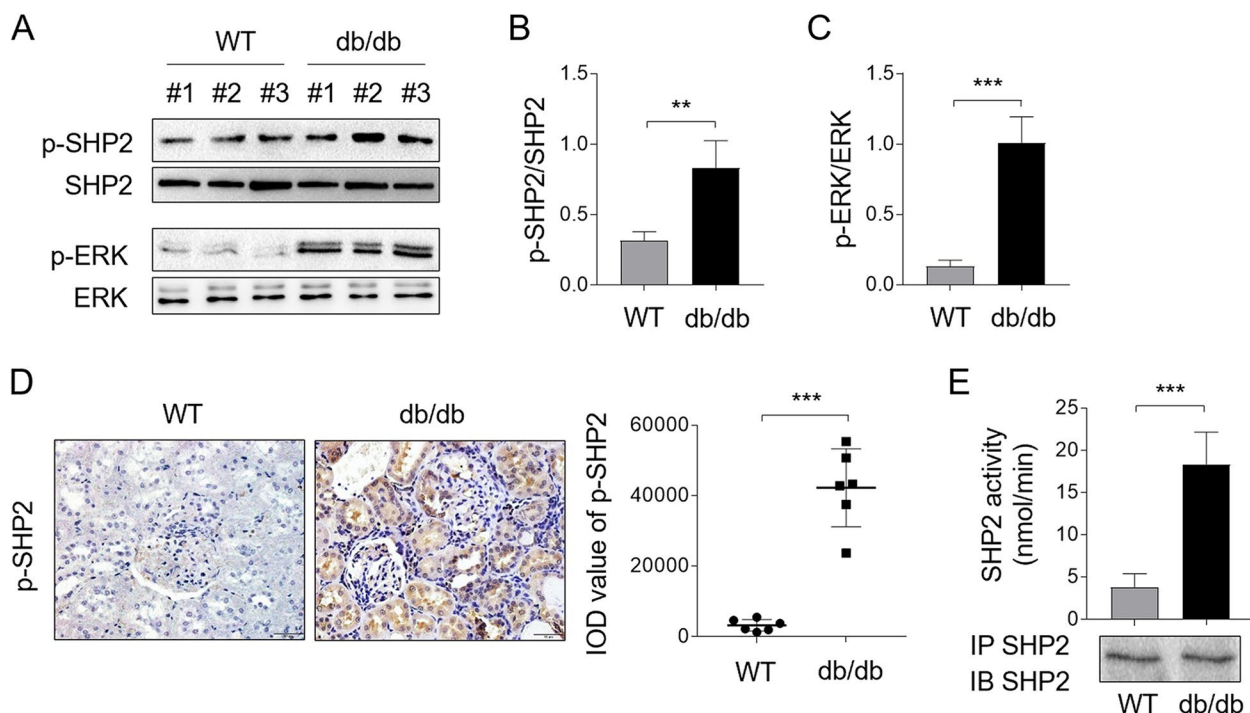 A
WT db/db
#1 #2 #3 #1 #2 #3
p-SHP2
SHP2
p-ERK
ERK
B
p-SHP2/SHP2
1.5
1.0
0.5
0.0
**
WT db/db
C
p-ERK/ERK
1.5
1.0
0.5
0.0
***
WT db/db
D
WT db/db
p-SHP2
IOD value of p-SHP2
60000
40000
20000
0
***
WT db/db
E
SHP2 activity
(nmol/min)
25
20
15
10
5
0
***
IP SHP2
IB SHP2
WT db/db